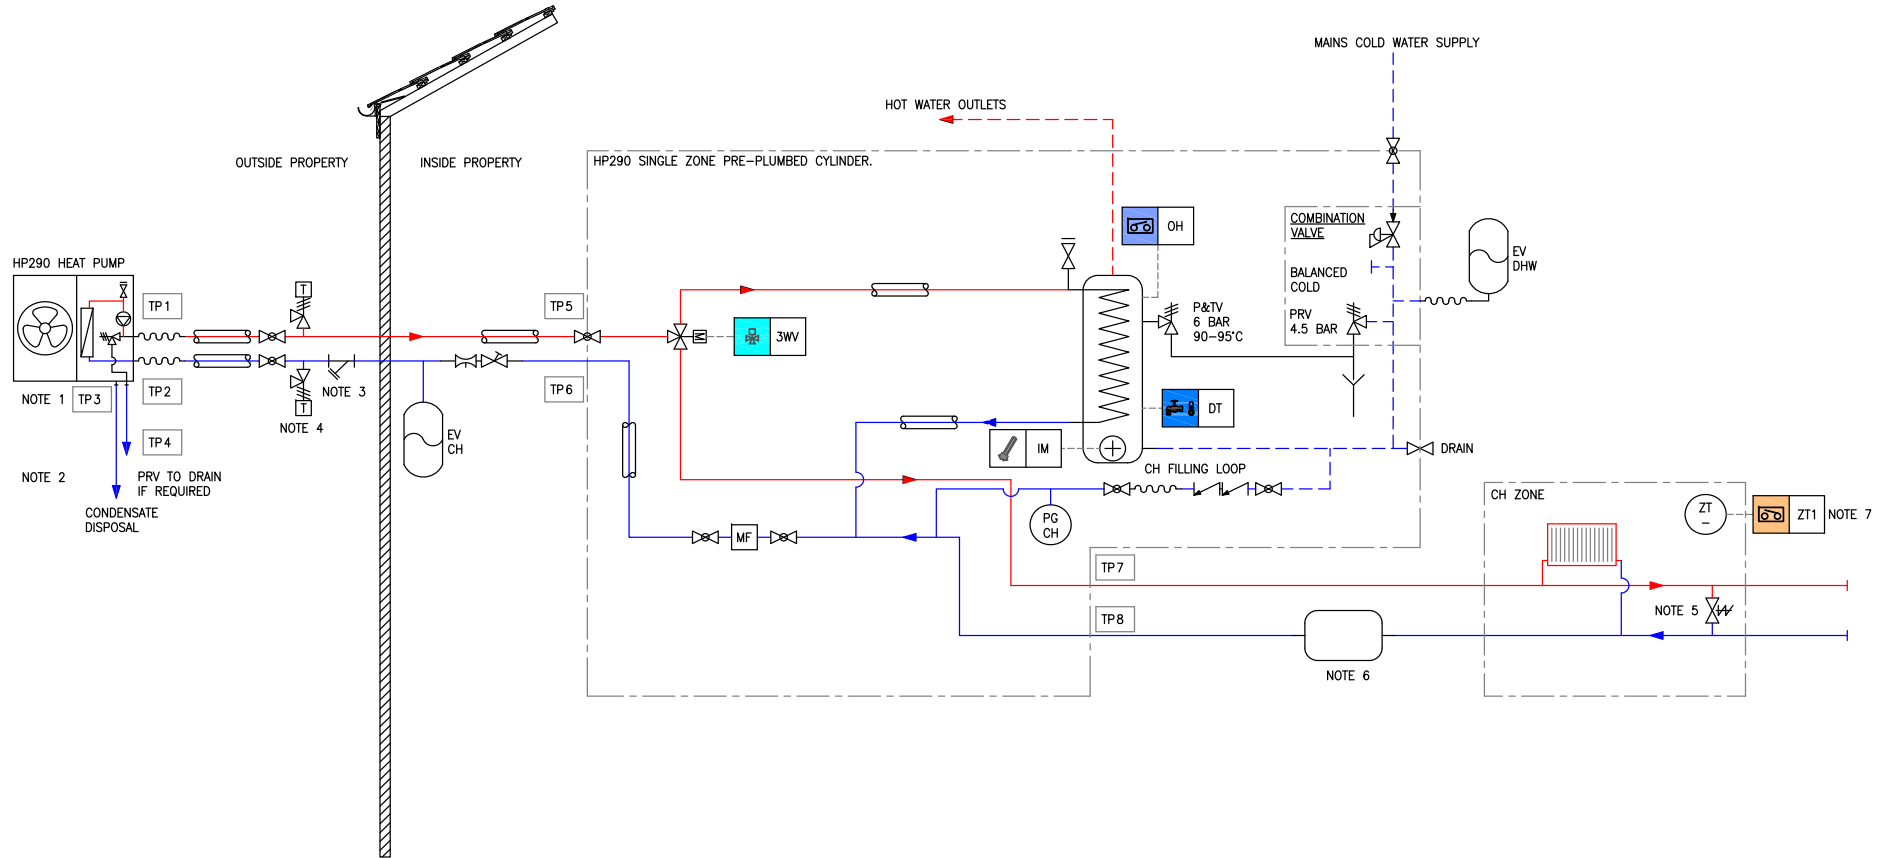 MAINS COLD WATER SUPPLY
HOT WATER OUTLETS
OUTSIDE PROPERTY
INSIDE PROPERTY
HP290 SINGLE ZONE PRE-PLUMBED CYLINDER.
COMBINATION
VALVE
OH
EV
DHW
HP290 HEAT PUMP
BALANCED
COLD
T
TP1
TP5
P&TV
6 BAR
90-95°C
PRV
4.5 BAR
M
3WV
TP2
TP6
NOTE 1
TP3
NOTE 3
T
NOTE 4
DT
TP4
EV
CH
IM
DRAIN
NOTE 2
PRV TO DRAIN
IF REQUIRED
CH FILLING LOOP
CONDENSATE
DISPOSAL
PG
CH
MF
CH ZONE
ZT
–
ZT1
NOTE 7
TP7
TP8
NOTE 5
NOTE 6